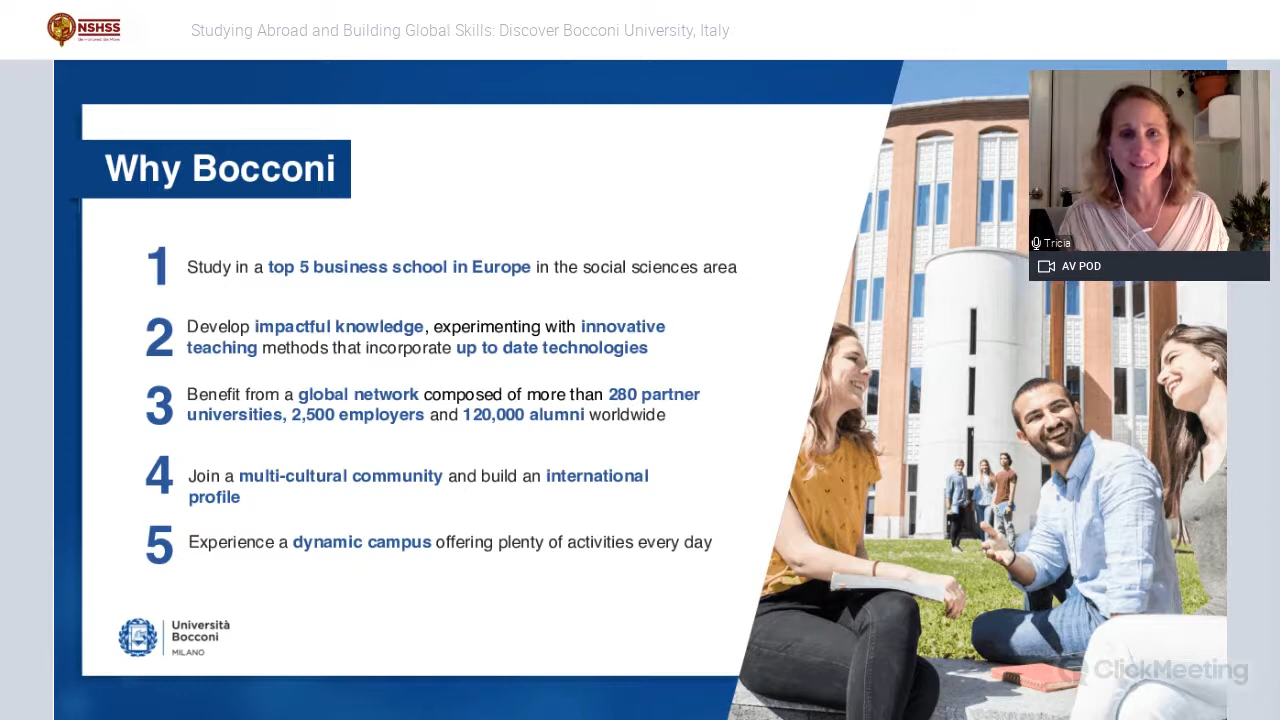 NSHSS
Studying Abroad and Building Global Skills: Discover Bocconi University, Italy
Why Bocconi
1 Study in a top 5 business school in Europe in the social sciences area
2 Develop impactful knowledge, experimenting with innovative
teaching methods that incorporate up to date technologies
3 Benefit from a global network composed of more than 280 partner
universities, 2,500 employers and 120,000 alumni worldwide
4 Join a multi-cultural community and build an international
profile
5 Experience a dynamic campus offering plenty of activities every day
Università
Bocconi
MILANO
Tricia
AV POD
ClickMeeting